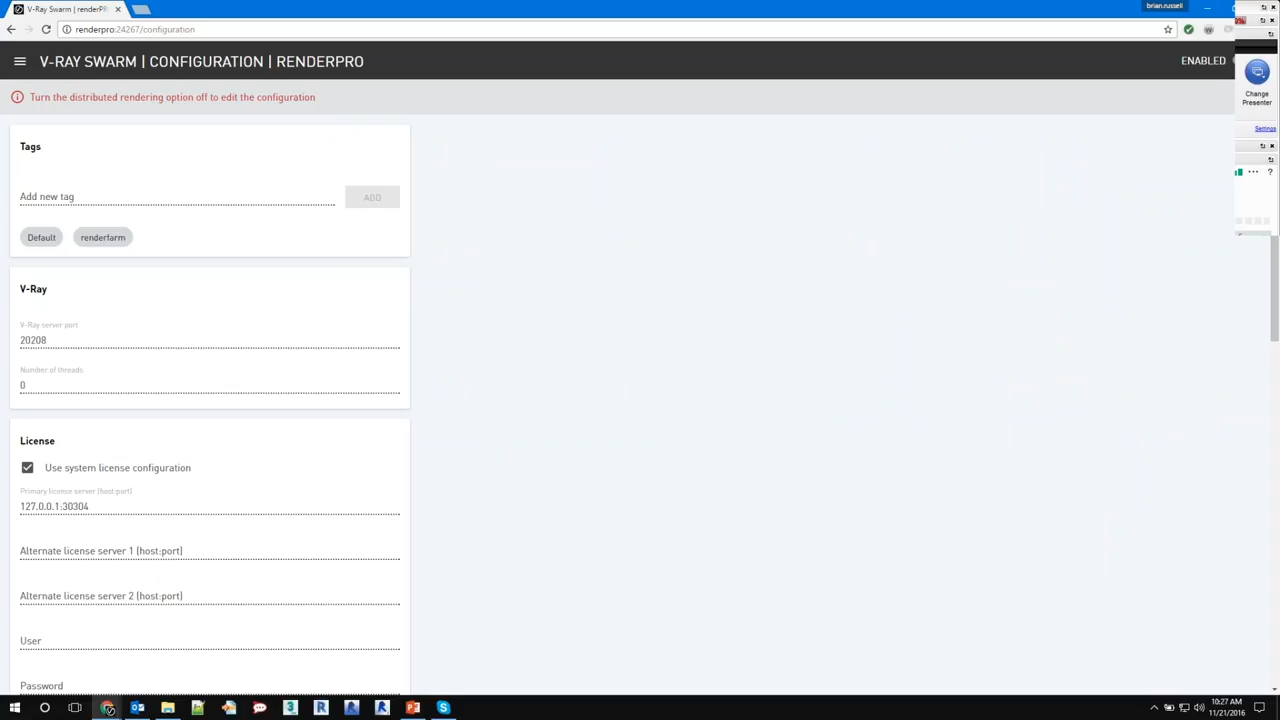 V-Ray Swarm | renderPR
brian.russell
renderpro:24267/configuration
V-RAY SWARM | CONFIGURATION | RENDERPRO
ENABLED
Turn the distributed rendering option off to edit the configuration
Change
Presenter
Settings
Tags
Add new tag
ADD
Default
renderfarm
V-Ray
V-Ray server port
20208
Number of threads
0
License
Use system license configuration
Primary license server (host:port)
127.0.0.1:30304
Alternate license server 1 (host:port)
Alternate license server 2 (host:port)
User
Password
10:27 AM
11/21/2016